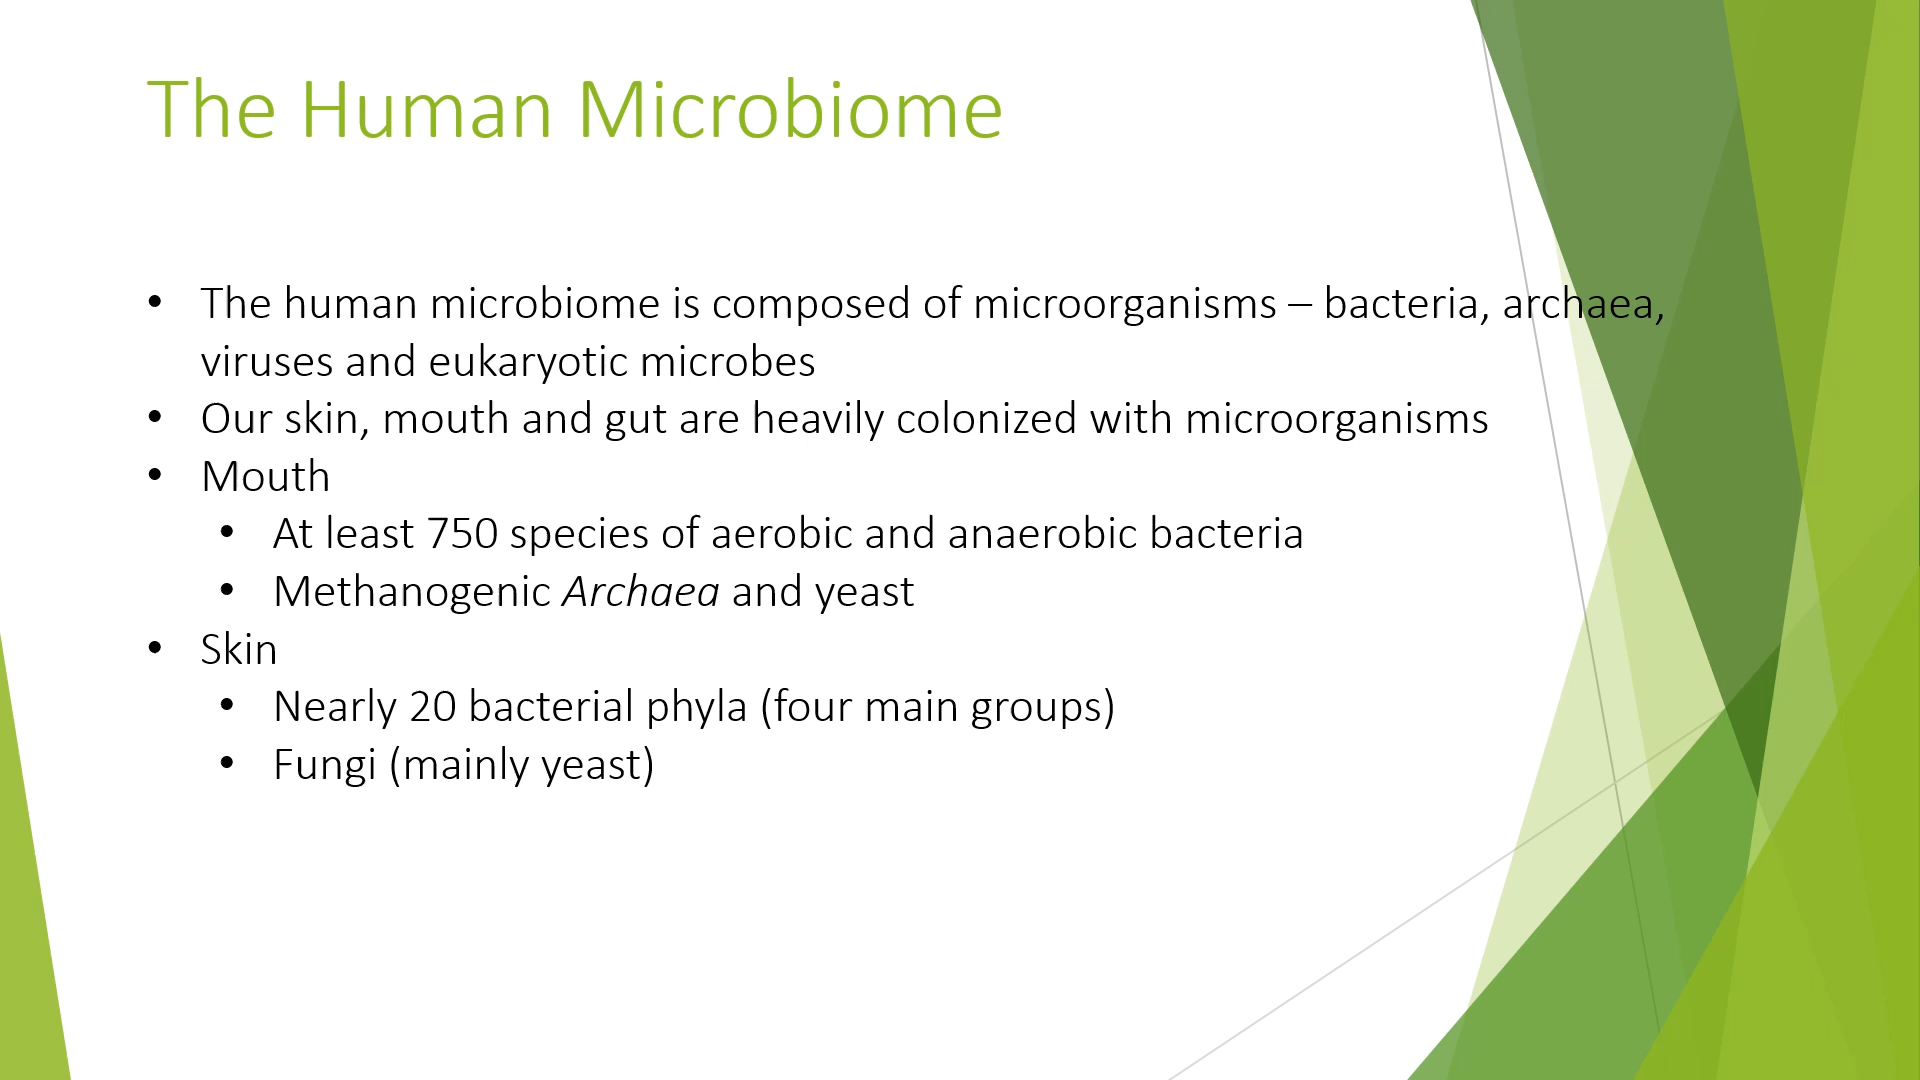 The Human Microbiome
• The human microbiome is composed of microorganisms – bacteria, archaea,
viruses and eukaryotic microbes
• Our skin, mouth and gut are heavily colonized with microorganisms
• Mouth
• At least 750 species of aerobic and anaerobic bacteria
• Methanogenic Archaea and yeast
• Skin
• Nearly 20 bacterial phyla (four main groups)
• Fungi (mainly yeast)